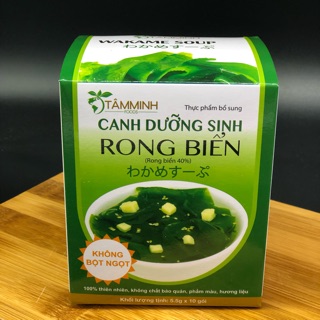 WAKAME SOUP
わかめすーぷ
TÂMMINH
FOODS
Thực phẩm bổ sung
CANH DƯỠNG SINH
RONG BIỂN
(Rong biển 40%)
わかめすーぷ
KHÔNG
BỘT NGỌT
100% thiên nhiên, không chất bảo quản, phẩm màu, hương liệu
Khối lượng tịnh: 5.5g x 10 gói